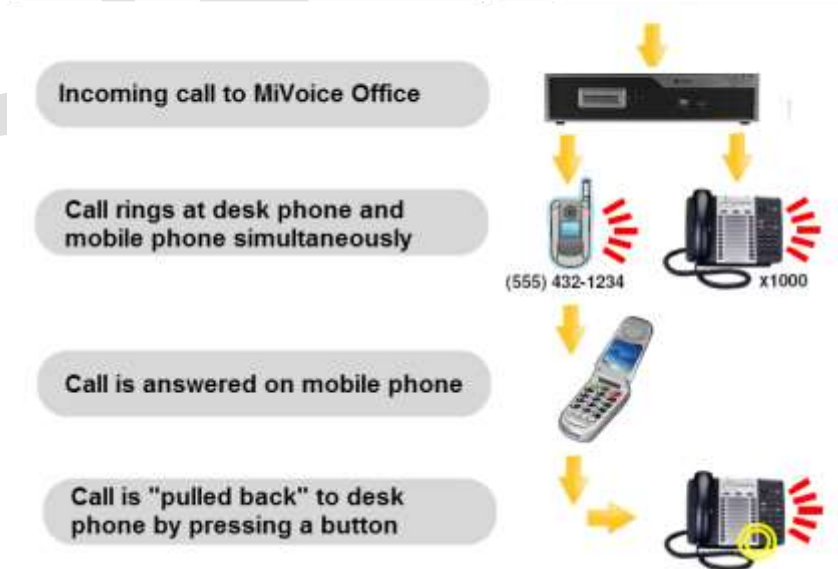 Incoming call to MiVoice Office
Call rings at desk phone and
mobile phone simultaneously
(555) 432-1234
x1000
Call is answered on mobile phone
Call is "pulled back" to desk
phone by pressing a button